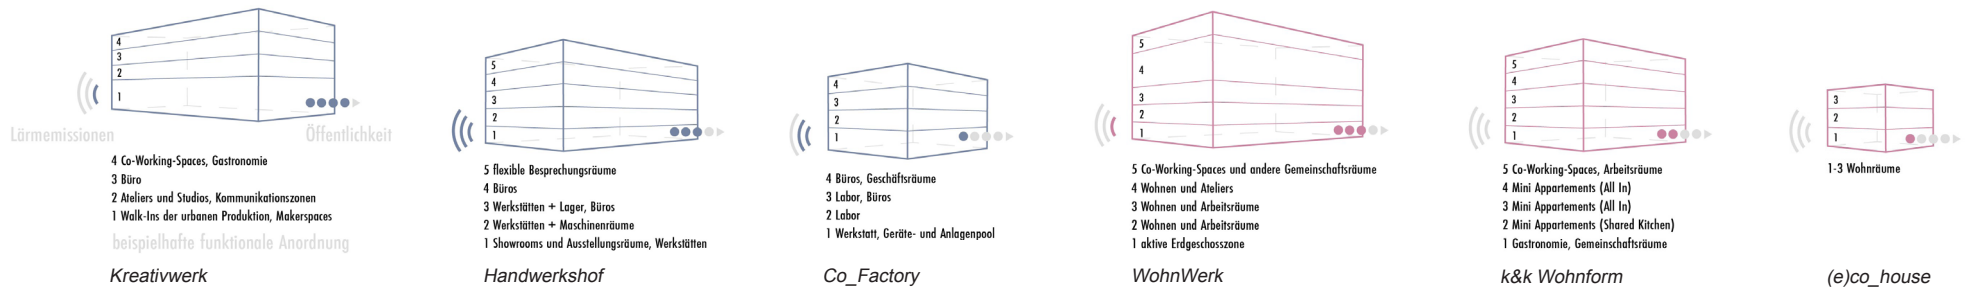 4
3
2
1
Lärmemissionen
Öffentlichkeit
4 Co-Working-Spaces, Gastronomie
3 Büro
2 Ateliers und Studios, Kommunikationszonen
1 Walk-Ins der urbanen Produktion, Makerspaces
beispielhafte funktionale Anordnung
Kreativwerk
5
4
3
2
1
5 flexible Besprechungsräume
4 Büros
3 Werkstätten + Lager, Büros
2 Werkstätten + Maschinenräume
1 Showrooms und Ausstellungsräume, Werkstätten
Handwerkshof
4
3
2
1
4 Büros, Geschäftsräume
3 Labor, Büros
2 Labor
1 Werkstatt, Geräte- und Anlagenpool
Co_Factory
5
4
3
2
1
5 Co-Working-Spaces und andere Gemeinschaftsräume
4 Wohnen und Ateliers
3 Wohnen und Arbeitsräume
2 Wohnen und Arbeitsräume
1 aktive Erdgeschosszone
WohnWerk
5
4
3
2
1
5 Co-Working-Spaces, Arbeitsräume
4 Mini Appartements (All In)
3 Mini Appartements (All In)
2 Mini Appartements (Shared Kitchen)
1 Gastronomie, Gemeinschaftsräume
k&k Wohnform
3
2
1
1-3 Wohnräume
(e)co_house